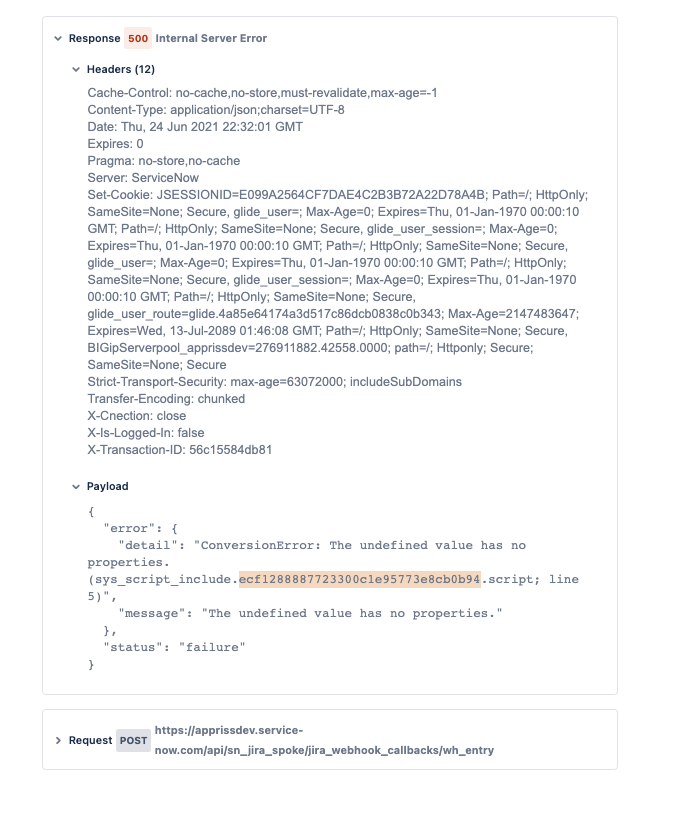 Response 500 Internal Server Error
Headers (12)
Cache-Control: no-cache,no-store,must-revalidate,max-age=-1
Content-Type: application/json;charset=UTF-8
Date: Thu, 24 Jun 2021 22:32:01 GMT
Expires: 0
Pragma: no-store,no-cache
Server: ServiceNow
Set-Cookie: JSESSIONID=E099A2564CF7DAE4C2B3B72A22D78A4B; Path=/; HttpOnly;
SameSite=None; Secure, glide_user=; Max-Age=0; Expires=Thu, 01-Jan-1970 00:00:10
GMT; Path=/; HttpOnly; SameSite=None; Secure, glide_user_session=; Max-Age=0;
Expires=Thu, 01-Jan-1970 00:00:10 GMT; Path=/; HttpOnly; SameSite=None; Secure,
glide_user=; Max-Age=0; Expires=Thu, 01-Jan-1970 00:00:10 GMT; Path=/; HttpOnly;
SameSite=None; Secure, glide_user_session=; Max-Age=0; Expires=Thu, 01-Jan-1970
00:00:10 GMT; Path=/; HttpOnly; SameSite=None; Secure,
glide_user_route=glide.4a85e64174a3d517c86dcb0838c0b343; Max-Age=2147483647;
Expires=Wed, 13-Jul-2089 01:46:08 GMT; Path=/; HttpOnly; SameSite=None; Secure,
BIGipServerpool_apprissdev=276911882.42558.0000; path=/; Httponly; Secure;
SameSite=None; Secure
Strict-Transport-Security: max-age=63072000; includeSubDomains
Transfer-Encoding: chunked
X-Cnection: close
X-Is-Logged-In: false
X-Transaction-ID: 56c15584db81
Payload
{
"error": {
"detail": "ConversionError: The undefined value has no
properties.
(sys_script_include.ecf1288887723300c1e95773e8cb0b94.script; line
5)",
"message": "The undefined value has no properties."
},
"status": "failure"
}
Request POST https://apprissdev.service-
now.com/api/sn_jira_spoke/jira_webhook_callbacks/wh_entry